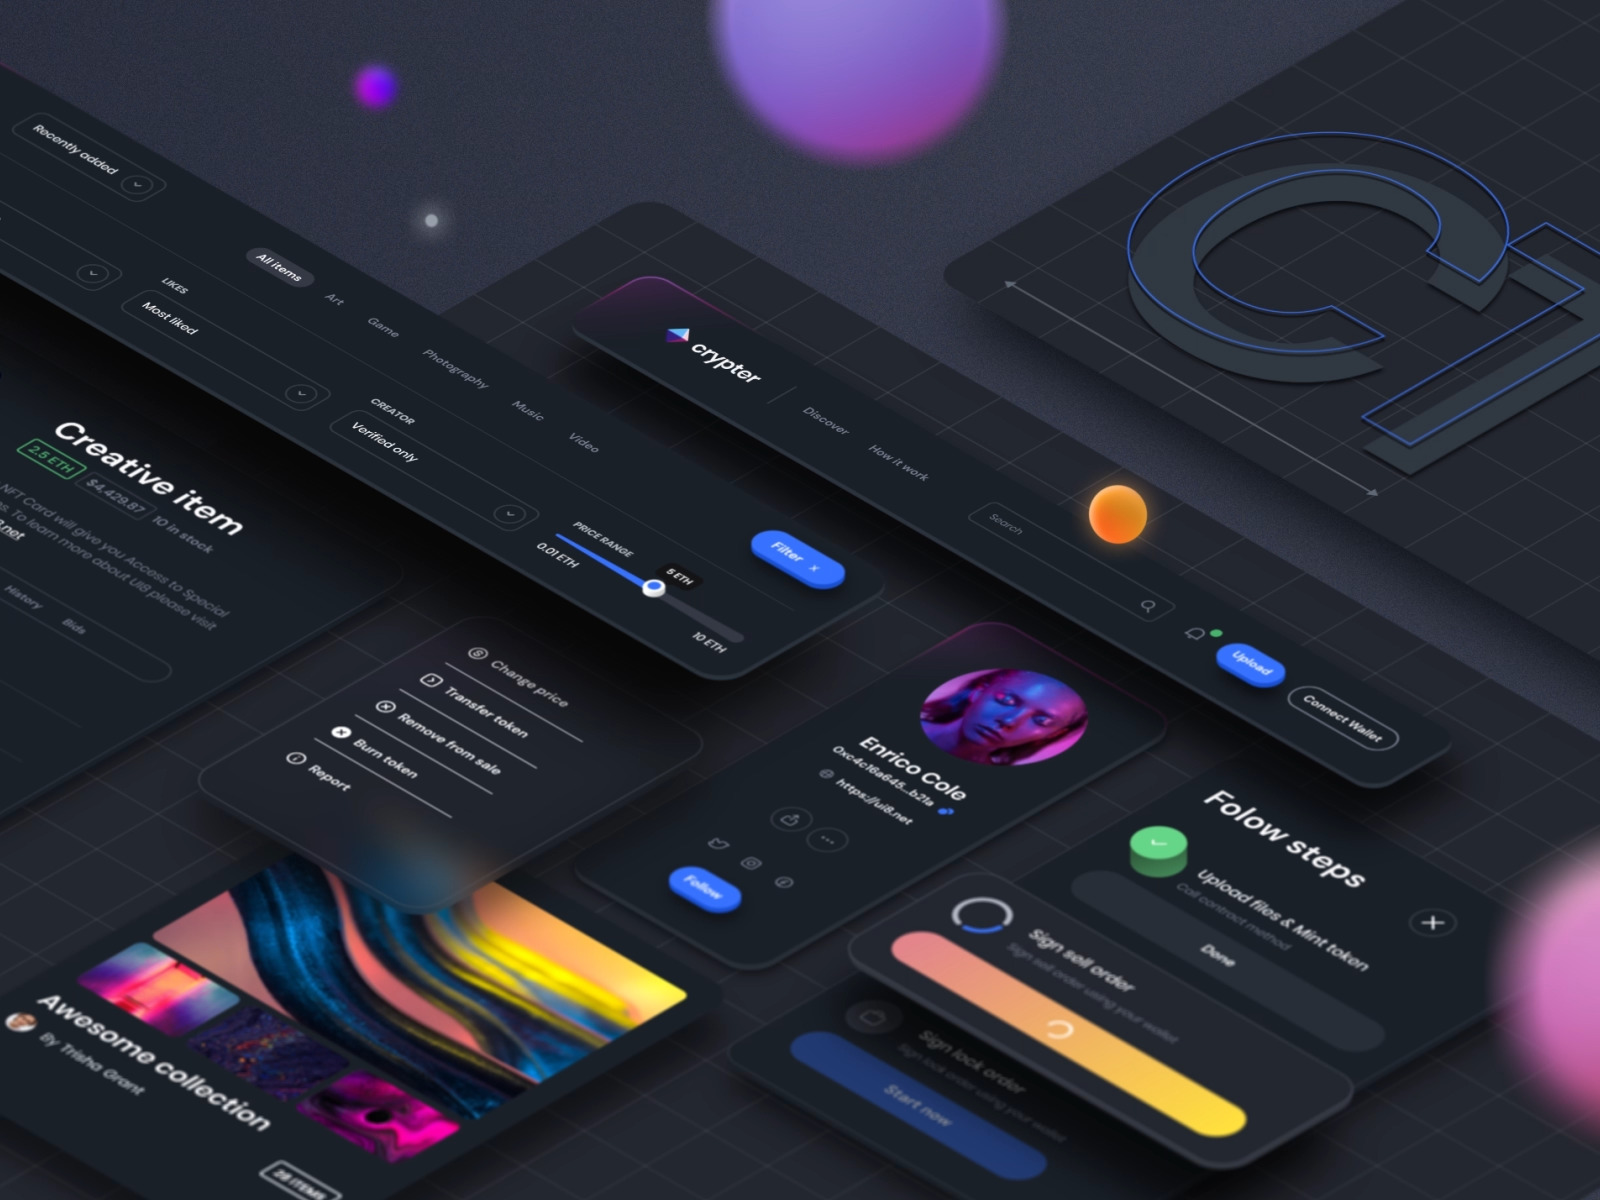 Recently added
All items
Art
Game
Photography
Music
Video
LIKES
Most liked
CREATOR
Verified only
PRICE RANGE
0.01 ETH
5 ETH
10 ETH
Filter
crypter
Discover
How it work
Search
Upload
Connect Wallet
Cr
Creative item
2.5 ETH
$4,429.87
10 in stock
NFT Card will give you Access to Special
To learn more about UI8 please visit
.net
History
Bids
Change price
Transfer token
Remove from sale
Burn token
Report
Enrico Cole
0xc4c16a645...b21a
https://ui8.net
Follow
Folow steps
Upload files & Mint token
Call contract method
Done
Sign sell order
Sign sell order using your wallet
Sign lock order
Sign lock order using your wallet
Start now
Awesome collection
By Trisha Grant
28 ITEMS